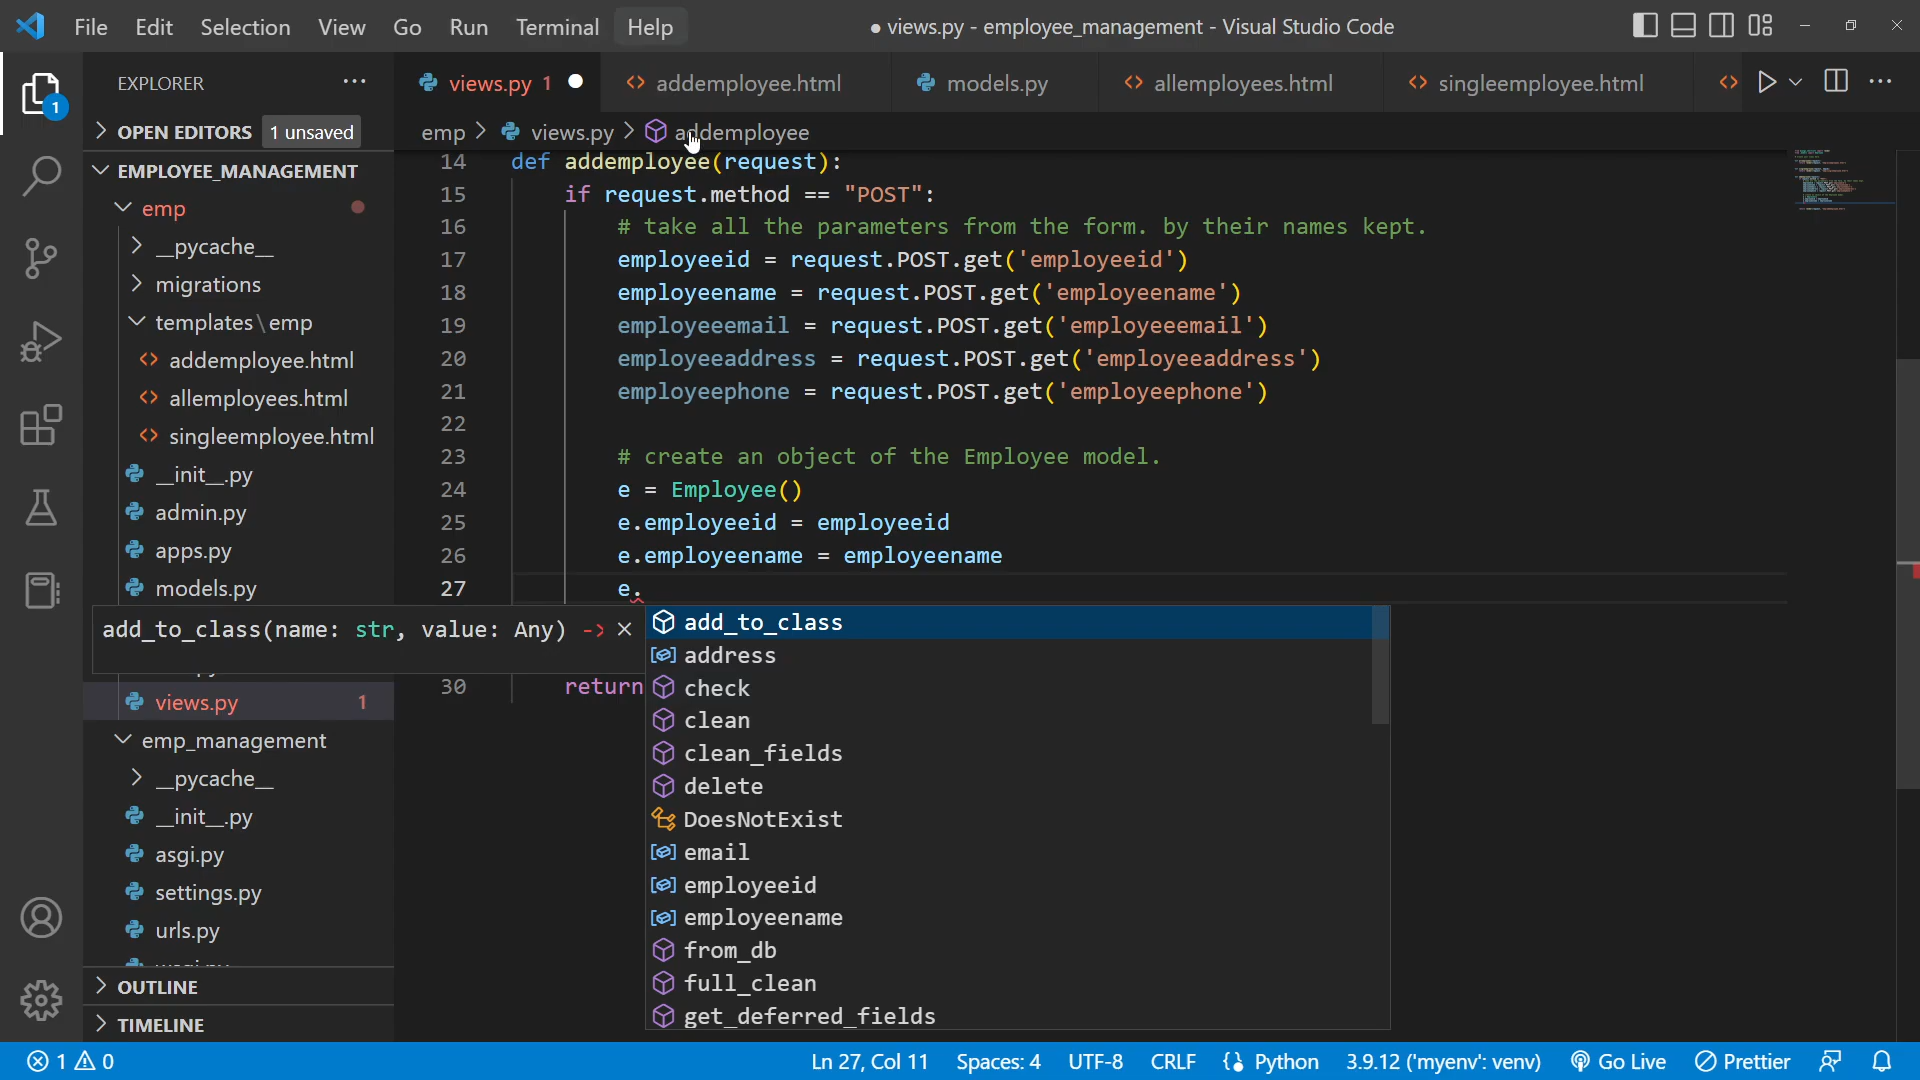 File Edit Selection View Go Run Terminal Help
● views.py - employee_management - Visual Studio Code
EXPLORER
views.py 1
addemployee.html
models.py
allemployees.html
singleemployee.html
1
OPEN EDITORS 1 unsaved
emp > views.py > addemployee
EMPLOYEE_MANAGEMENT
emp
__pycache__
migrations
templates\emp
addemployee.html
allemployees.html
singleemployee.html
__init__.py
admin.py
apps.py
models.py
views.py 1
emp_management
__pycache__
__init__.py
asgi.py
settings.py
urls.py
OUTLINE
TIMELINE
14 def addemployee(request):
15 if request.method == "POST":
16 # take all the parameters from the form. by their names kept.
17 employeeid = request.POST.get('employeeid')
18 employeename = request.POST.get('employeename')
19 employeeemail = request.POST.get('employeeemail')
20 employeeaddress = request.POST.get('employeeaddress')
21 employeephone = request.POST.get('employeephone')
22
23 # create an object of the Employee model.
24 e = Employee()
25 e.employeeid = employeeid
26 e.employeename = employeename
27 e.
30 return
add_to_class(name: str, value: Any) ->
add_to_class
address
check
clean
clean_fields
delete
DoesNotExist
email
employeeid
employeename
from_db
full_clean
get_deferred_fields
1 0
Ln 27, Col 11 Spaces: 4 UTF-8 CRLF Python 3.9.12 ('myenv': venv) Go Live Prettier